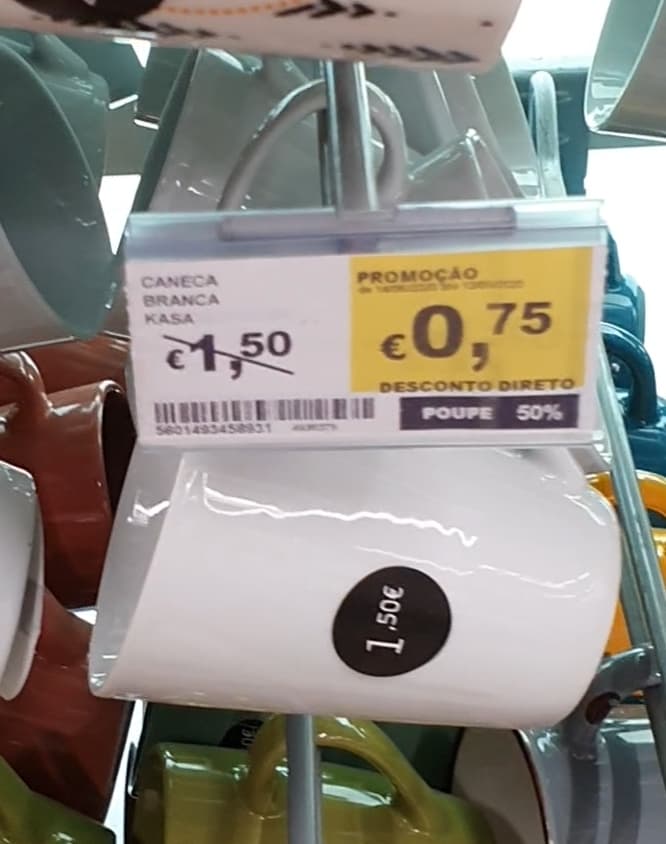 CANECA
BRANCA
KASA
€1,50
PROMOÇÃO
€0,75
DESCONTO DIRETO
POUPE 50%
5601493458931
1,50€